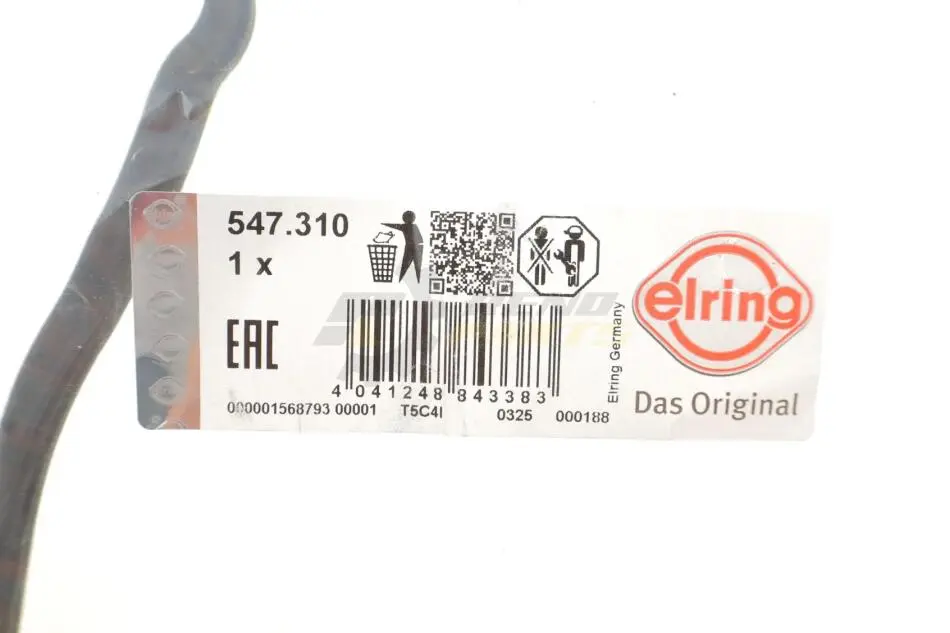 547.310
1 x
EAC
4 041248 843383
000001568793 00001 T5C4I 0325 000188
Elring Germany
elring
Das Original